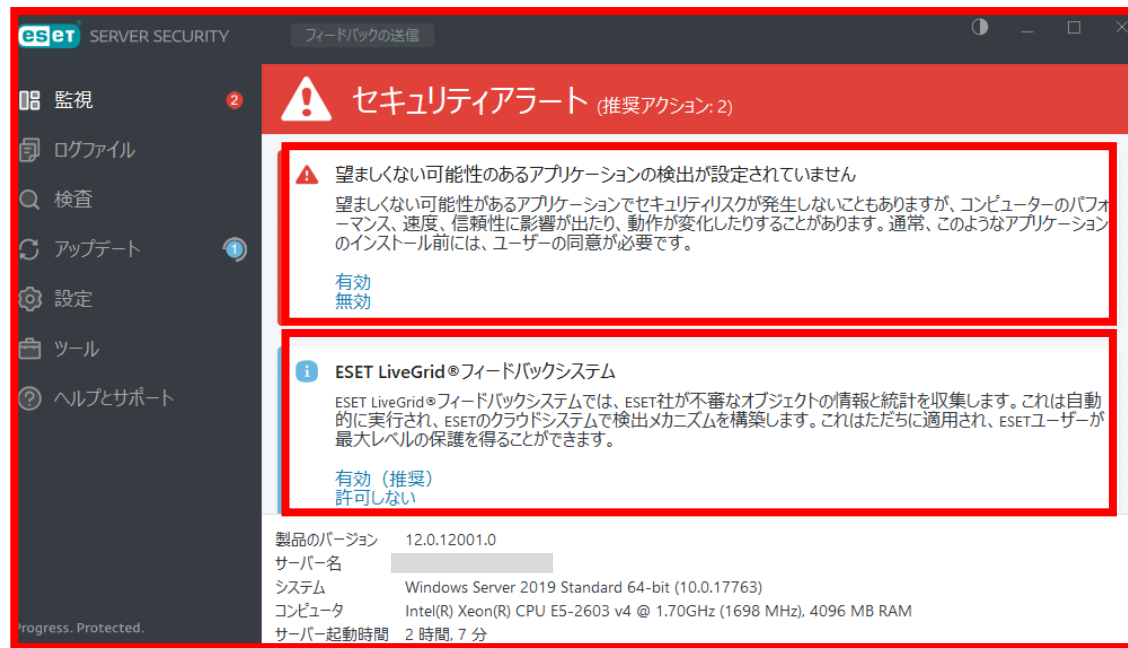 eset SERVER SECURITY
フィードバックの送信
監視 2
ログファイル
検査
アップデート 1
設定
ツール
ヘルプとサポート
Progress. Protected.
セキュリティアラート (推奨アクション: 2)
望ましくない可能性のあるアプリケーションの検出が設定されていません
望ましくない可能性があるアプリケーションでセキュリティリスクが発生しないこともありますが、コンピューターのパフォ
ーマンス、速度、信頼性に影響が出たり、動作が変化したりすることがあります。通常、このようなアプリケーション
のインストール前には、ユーザーの同意が必要です。
有効
無効
ESET LiveGrid®フィードバックシステム
ESET LiveGrid®フィードバックシステムでは、ESET社が不審なオブジェクトの情報と統計を収集します。これは自動
的に実行され、ESETのクラウドシステムで検出メカニズムを構築します。これはただちに適用され、ESETユーザーが
最大レベルの保護を得ることができます。
有効（推奨）
許可しない
製品のバージョン 12.0.12001.0
サーバー名
システム Windows Server 2019 Standard 64-bit (10.0.17763)
コンピュータ Intel(R) Xeon(R) CPU E5-2603 v4 @ 1.70GHz (1698 MHz), 4096 MB RAM
サーバー起動時間 2 時間, 7 分